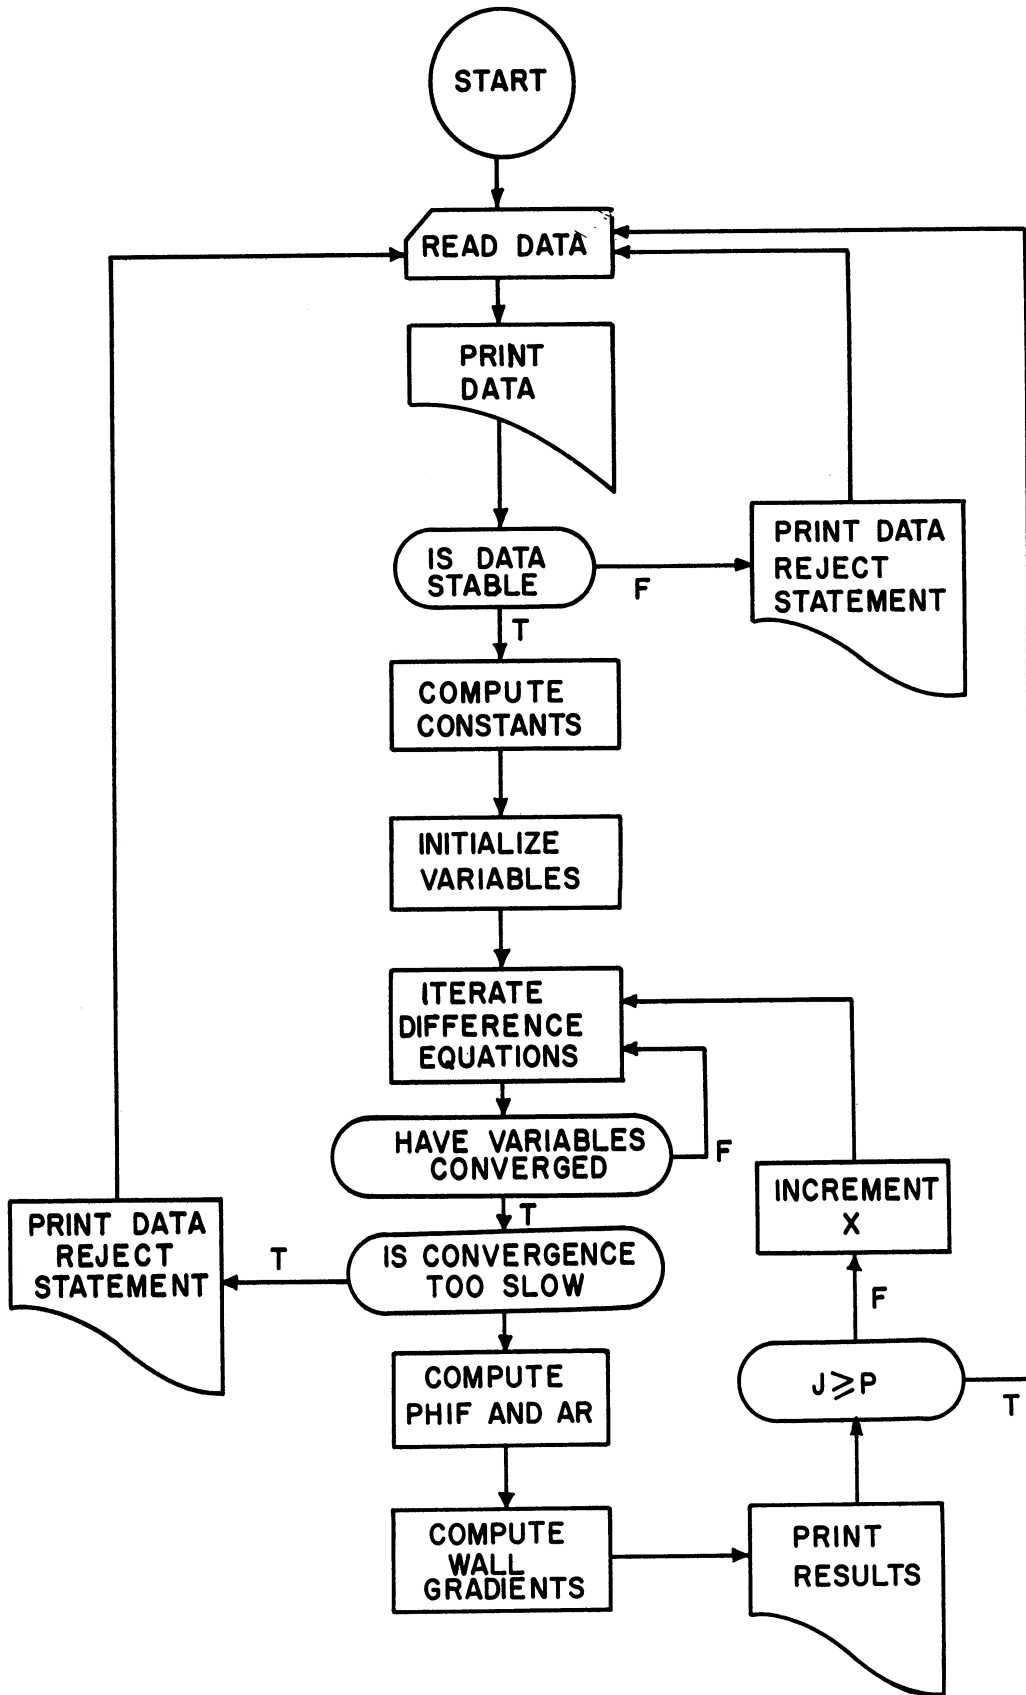 START
READ DATA
PRINT
DATA
IS DATA
STABLE
F
PRINT DATA
REJECT
STATEMENT
T
COMPUTE
CONSTANTS
INITIALIZE
VARIABLES
ITERATE
DIFFERENCE
EQUATIONS
HAVE VARIABLES
CONVERGED
F
T
IS CONVERGENCE
TOO SLOW
T
PRINT DATA
REJECT
STATEMENT
COMPUTE
PHIF AND AR
COMPUTE
WALL
GRADIENTS
PRINT
RESULTS
J⩾P
T
F
INCREMENT
X